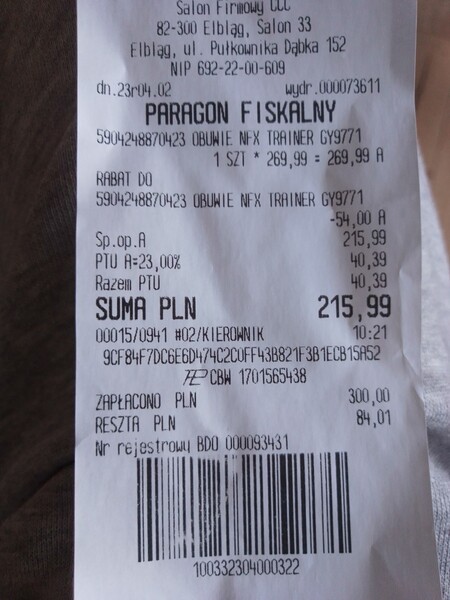 Salon Firmowy CCC
82-300 Elbląg, Salon 33
Elbląg, ul. Pułkownika Dąbka 152
NIP 692-22-00-609
dn.23r04.02 wydr.000073611
PARAGON FISKALNY
5904248870423 OBUWIE NFX TRAINER GY9771
1 SZT * 269,99 = 269,99 A
RABAT DO
5904248870423 OBUWIE NFX TRAINER GY9771
-54,00 A
Sp.op.A 215,99
PTU A=23,00% 40,39
Razem PTU 40,39
SUMA PLN 215,99
00015/0941 #02/KIEROWNIK 10:21
9CF84F7DC6E6D474C2C0FF43B821F3B1ECB15A52
CBW 1701565438
ZAPŁACONO PLN 300,00
RESZTA PLN 84,01
Nr rejestrowy BDO 000093431
100332304000322